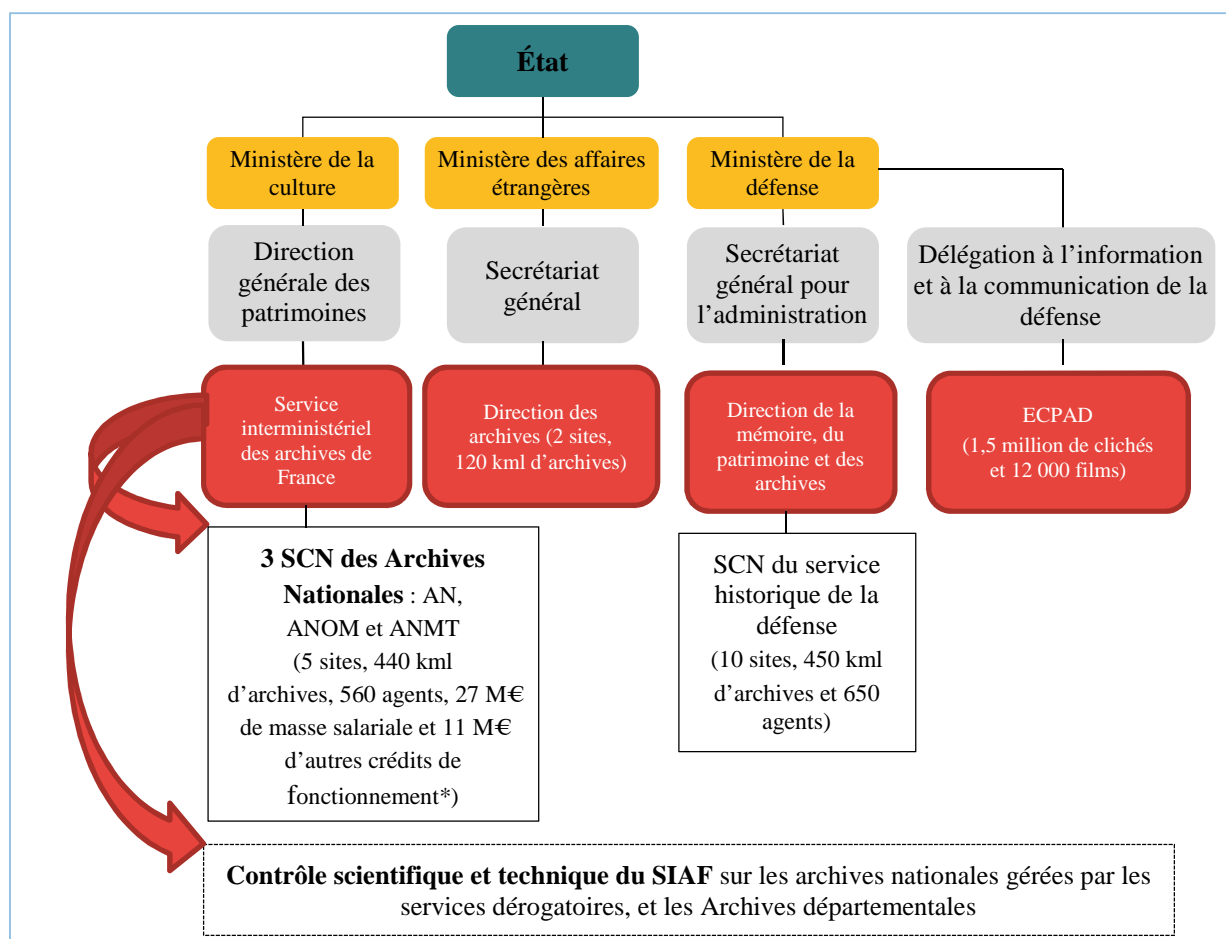 État
Ministère de la
culture
Ministère des affaires
étrangères
Ministère de la
défense
Direction
générale des
patrimoines
Secrétariat
général
Secrétariat
général pour
l’administration
Délégation à l’information
et à la communication de la
défense
Service
interministériel
des archives de
France
Direction des
archives (2 sites,
120 kml d’archives)
Direction de la
mémoire, du
patrimoine et des
archives
ECPAD
(1,5 million de clichés
et 12 000 films)
3 SCN des Archives
Nationales : AN,
ANOM et ANMT
(5 sites, 440 kml
d’archives, 560 agents, 27 M€
de masse salariale et 11 M€
d’autres crédits de
fonctionnement*)
SCN du service
historique de la
défense
(10 sites, 450 kml
d’archives et 650
agents)
Contrôle scientifique et technique du SIAF sur les archives nationales gérées par les
services dérogatoires, et les Archives départementales